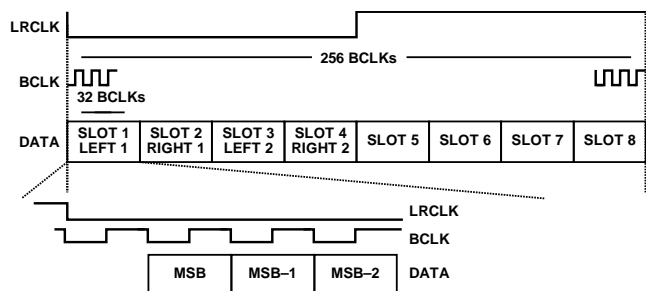 LRCLK
256 BCLKs
BCLK
32 BCLKs
DATA
SLOT 1
LEFT 1
SLOT 2
RIGHT 1
SLOT 3
LEFT 2
SLOT 4
RIGHT 2
SLOT 5
SLOT 6
SLOT 7
SLOT 8
LRCLK
BCLK
MSB
MSB–1
MSB–2
DATA